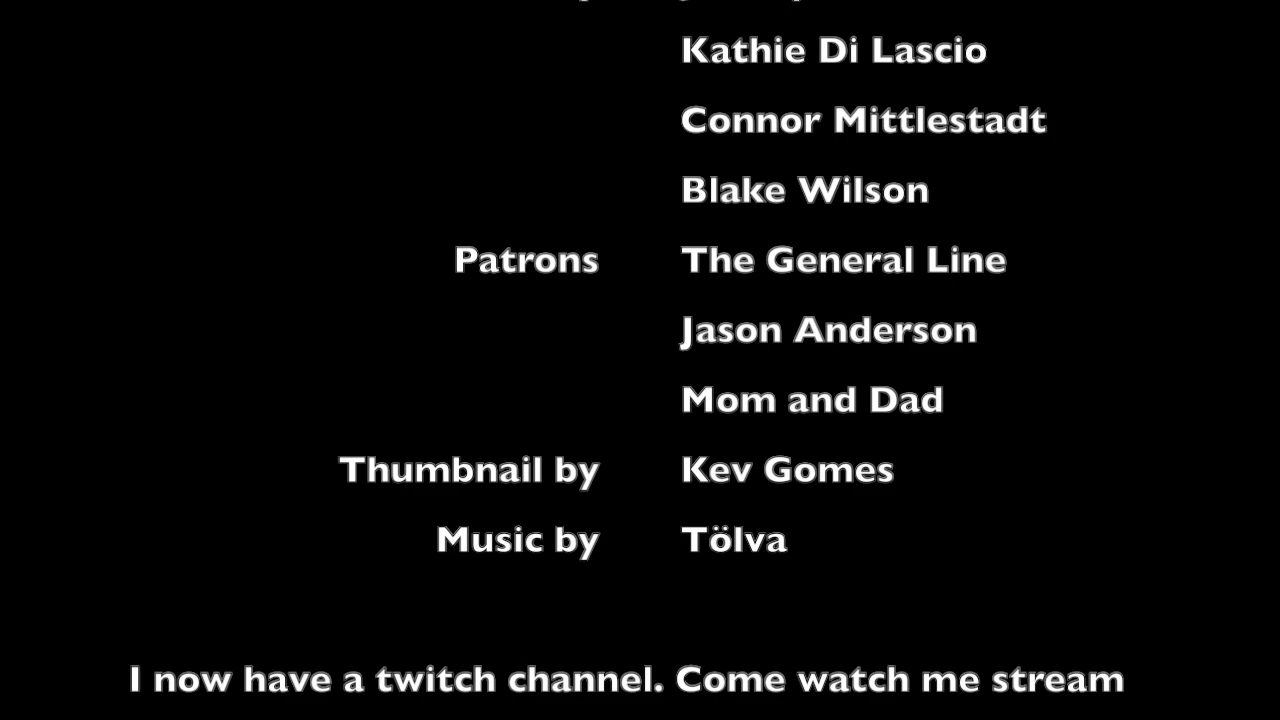 Kathie Di Lascio
Connor Mittlestadt
Blake Wilson
Patrons The General Line
Jason Anderson
Mom and Dad
Thumbnail by Kev Gomes
Music by Tölva
I now have a twitch channel. Come watch me stream